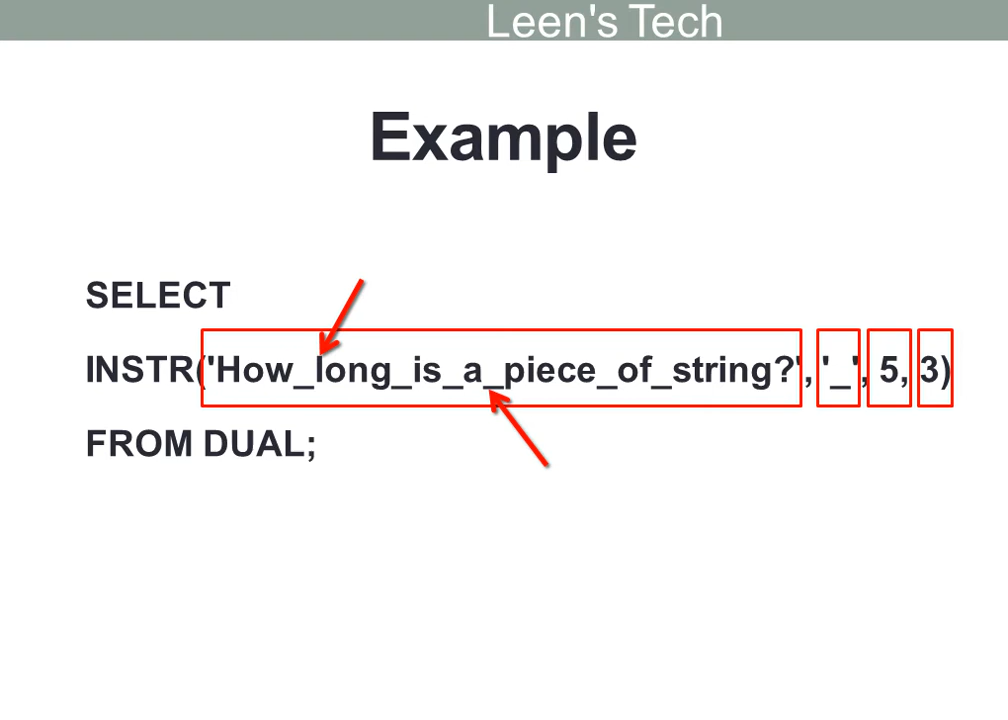 Leen's Tech
Example
SELECT
INSTR('How_long_is_a_piece_of_string?', '_', 5, 3)
FROM DUAL;